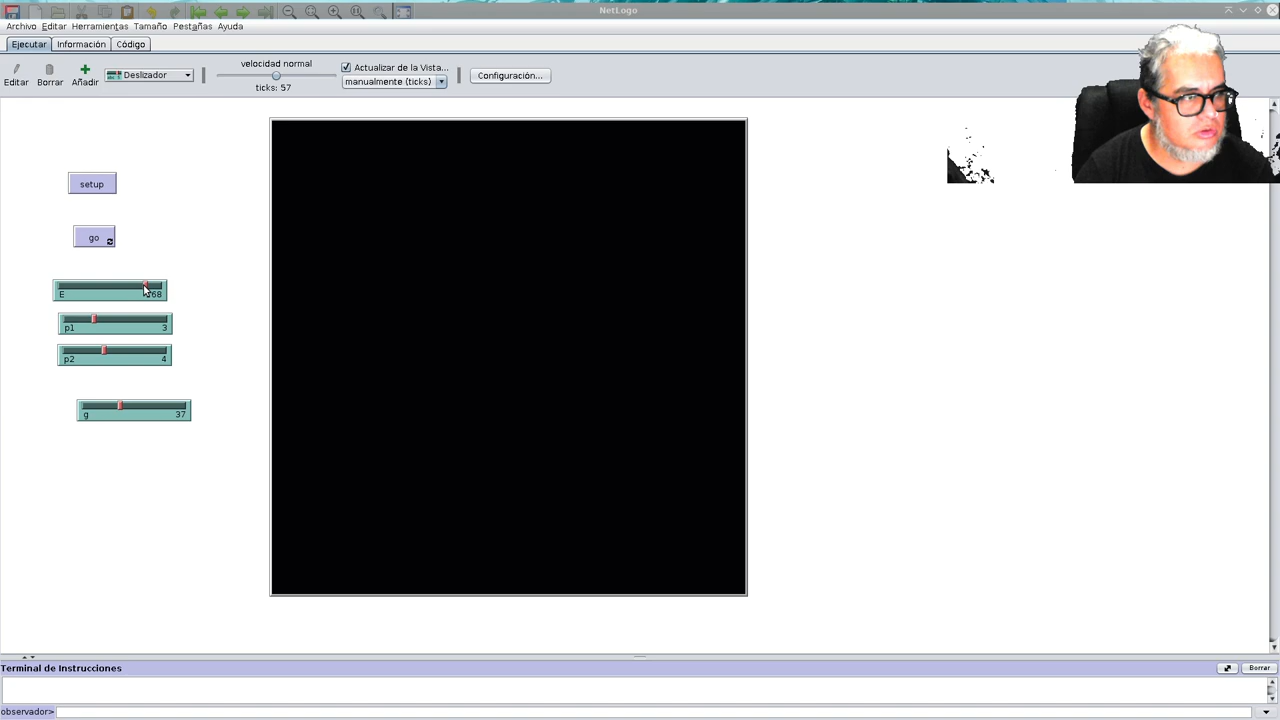 NetLogo
Archivo Editar Herramientas Tamaño Pestañas Ayuda
Ejecutar Información Código
Editar Borrar Añadir Deslizador
velocidad normal
ticks: 57
Actualizar de la Vista...
manualmente (ticks)
Configuración...
setup
go
E
p1 3
p2 4
g 37
Terminal de Instrucciones
Borrar
observador>